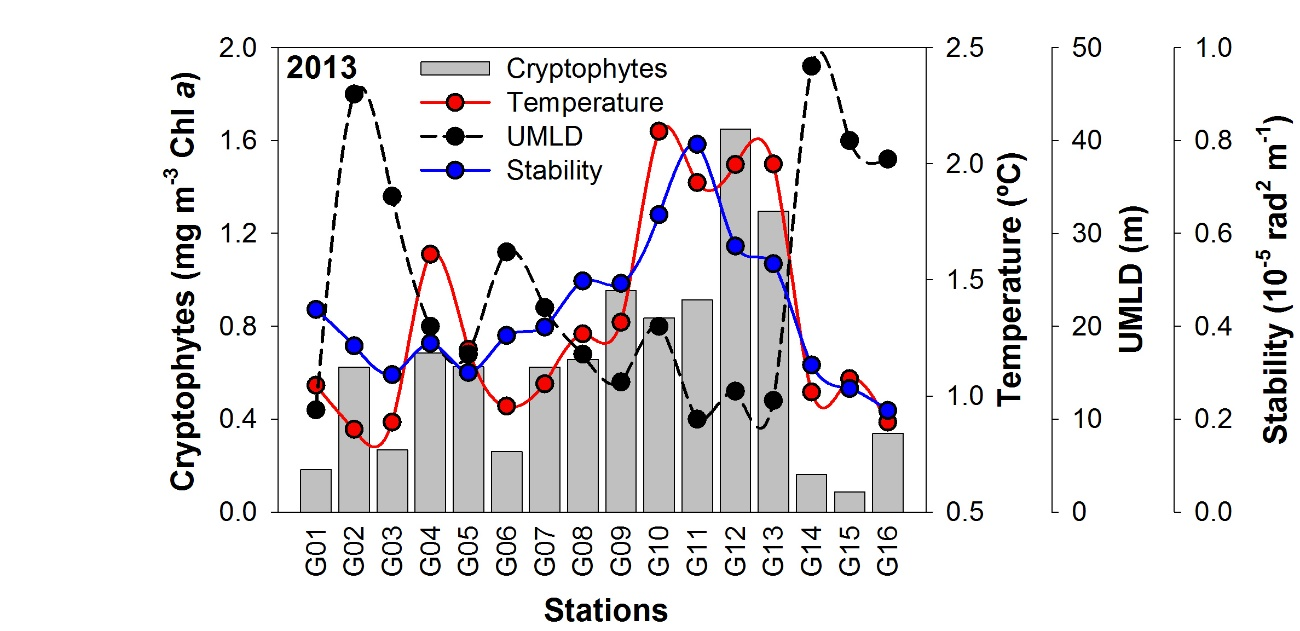 2013
Cryptophytes
Temperature
UMLD
Stability
Cryptophytes (mg m-3 Chl a)
2.0
1.6
1.2
0.8
0.4
0.0
Temperature (ºC)
2.5
2.0
1.5
1.0
0.5
UMLD (m)
50
40
30
20
10
0
Stability (10-5 rad2 m-1)
1.0
0.8
0.6
0.4
0.2
0.0
G01
G02
G03
G04
G05
G06
G07
G08
G09
G10
G11
G12
G13
G14
G15
G16
Stations